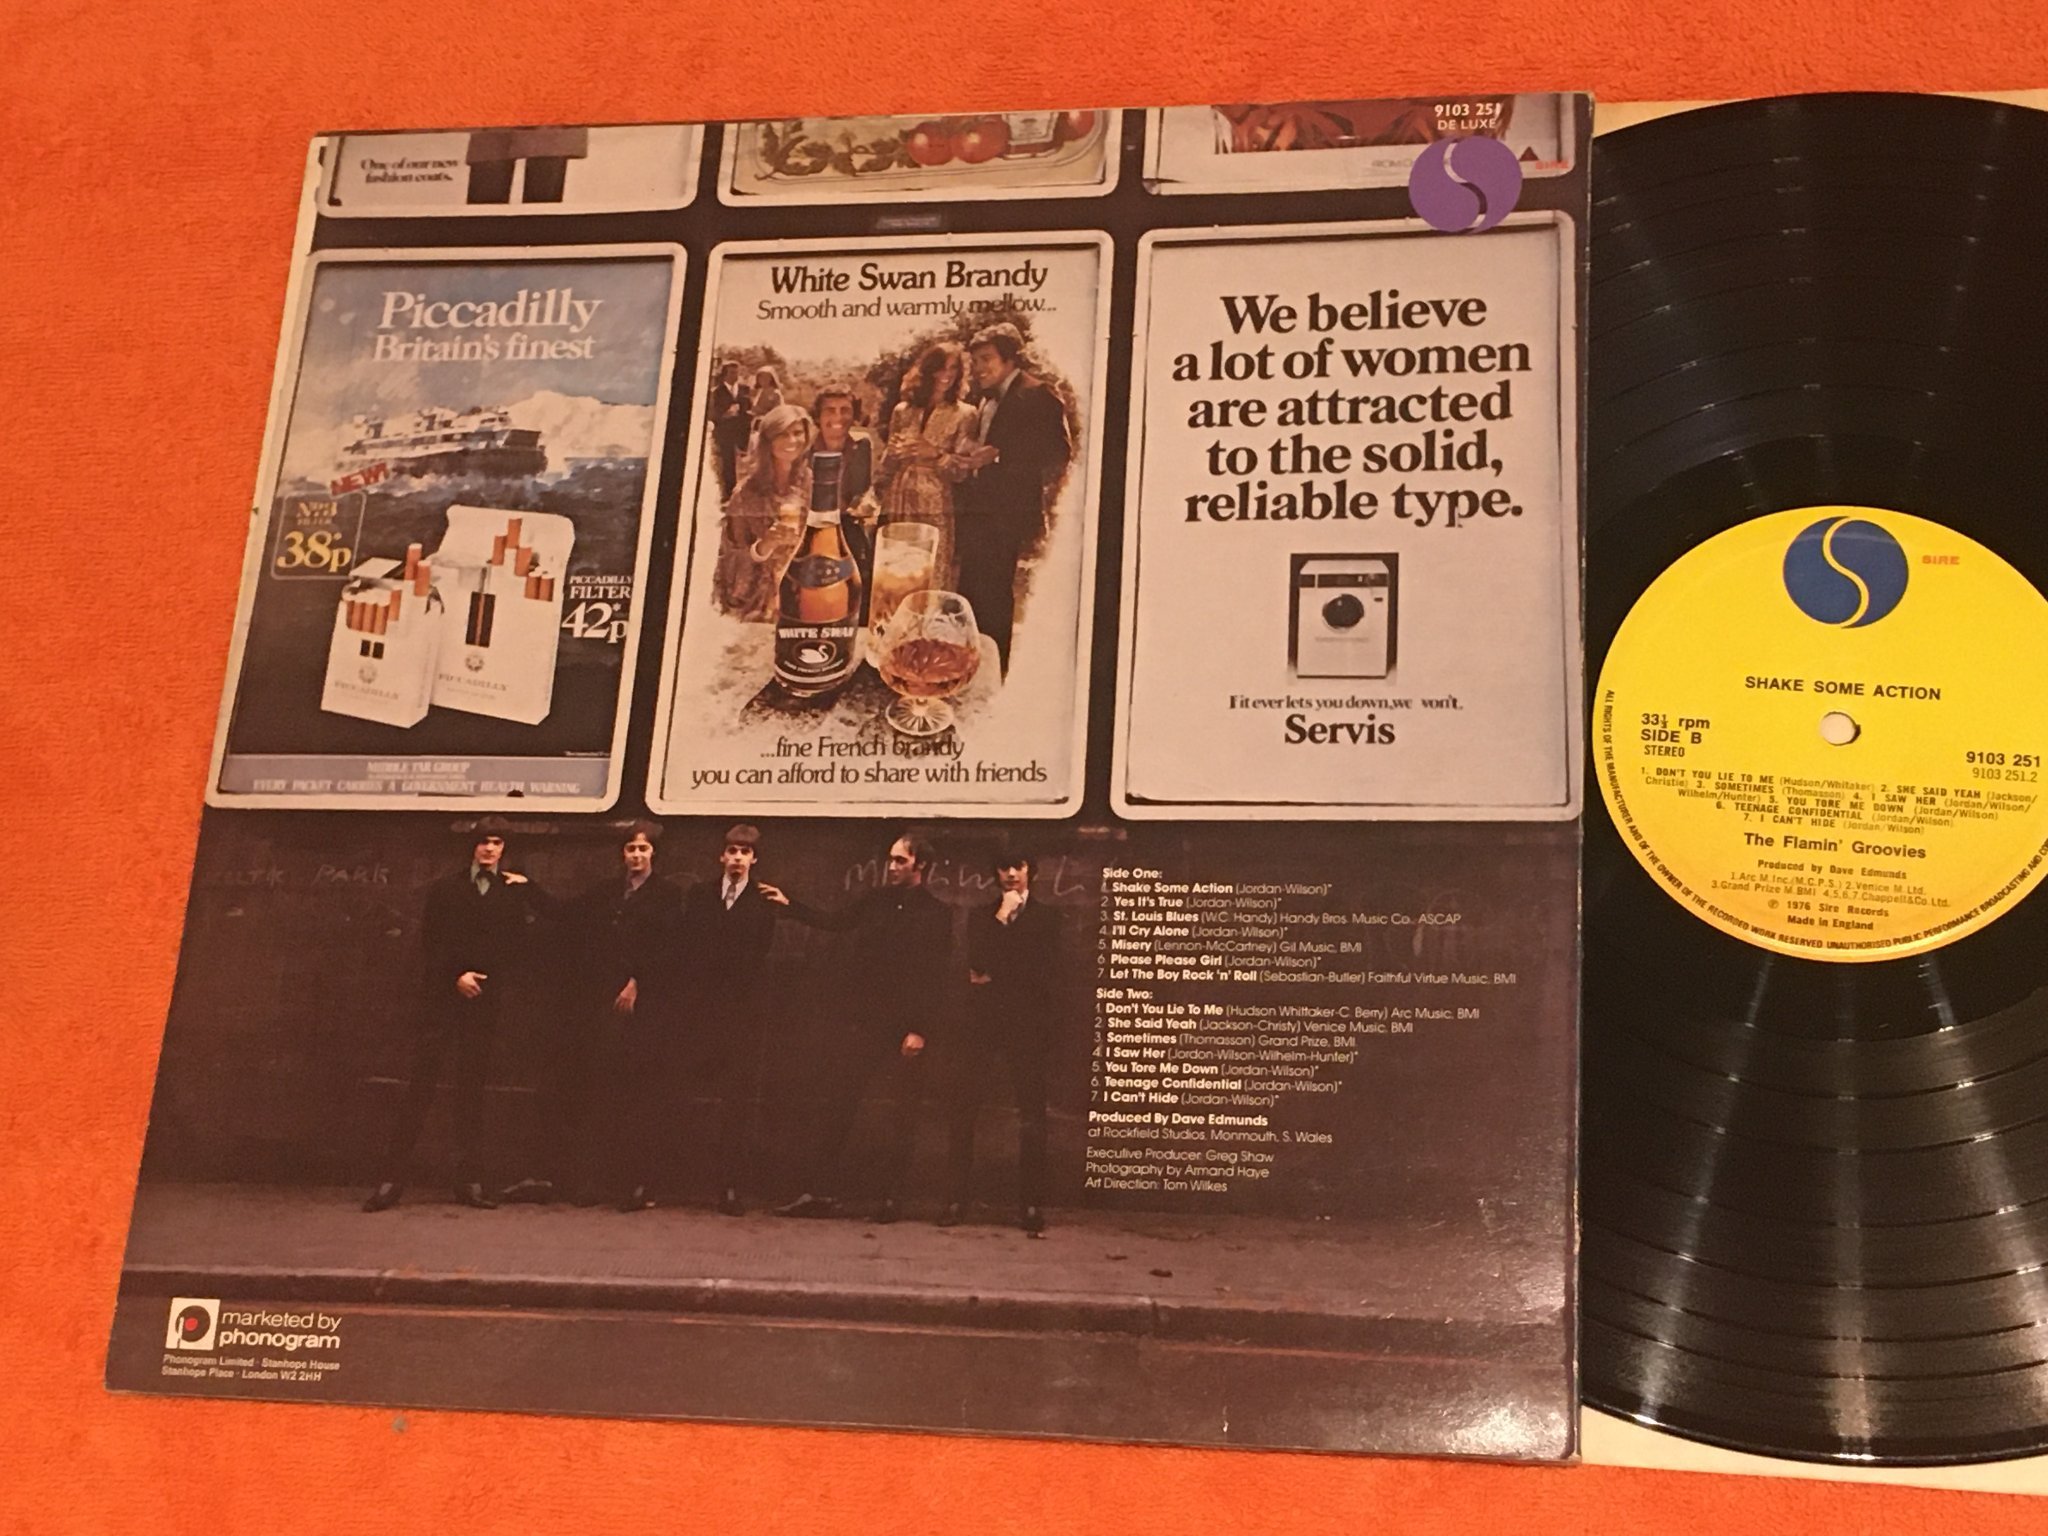 One of our new
fashion coats.
9103 251
DE LUXE
SIRE
Piccadilly
Britain's finest
NEW!
38p
PICCADILLY
FILTER
42p
PICCADILLY
PICCADILLY
MIDDLE TAR GROUP
EVERY PACKET CARRIES A GOVERNMENT HEALTH WARNING
White Swan Brandy
Smooth and warmly mellow...
WHITE SWAN
...fine French brandy
you can afford to share with friends
We believe
a lot of women
are attracted
to the solid,
reliable type.
If it ever lets you down, we won't.
Servis
PARK
Side One:
1. Shake Some Action (Jordan-Wilson)*
2. Yes It's True (Jordan-Wilson)*
3. St. Louis Blues (W.C. Handy) Handy Bros. Music Co., ASCAP
4. I'll Cry Alone (Jordan-Wilson)*
5. Misery (Lennon-McCartney) Gil Music, BMI
6. Please Please Girl (Jordan-Wilson)*
7. Let The Boy Rock 'n' Roll (Sebastian-Butler) Faithful Virtue Music, BMI
Side Two:
1. Don't You Lie To Me (Hudson Whittaker-C. Berry) Arc Music, BMI
2. She Said Yeah (Jackson-Christy) Venice Music, BMI
3. Sometimes (Thomasson) Grand Prize, BMI
4. I Saw Her (Jordon-Wilson-Wilhelm-Hunter)*
5. You Tore Me Down (Jordan-Wilson)*
6. Teenage Confidential (Jordan-Wilson)*
7. I Can't Hide (Jordan-Wilson)*
Produced By Dave Edmunds
at Rockfield Studios, Monmouth, S. Wales
Executive Producer: Greg Shaw
Photography by Armand Haye
Art Direction: Tom Wilkes
marketed by
phonogram
Phonogram Limited · Stanhope House
Stanhope Place · London W2 2HH
SIRE
SHAKE SOME ACTION
33⅓ rpm
SIDE B
STEREO
9103 251
9103 251.2
1. DON'T YOU LIE TO ME (Hudson/Whitaker) 2. SHE SAID YEAH (Jackson/
Christie) 3. SOMETIMES (Thomasson) 4. I SAW HER (Jordan/Wilson/
Wilhelm/Hunter) 5. YOU TORE ME DOWN (Jordan/Wilson)
6. TEENAGE CONFIDENTIAL (Jordan/Wilson)
7. I CAN'T HIDE (Jordan/Wilson)
The Flamin' Groovies
Produced by Dave Edmunds
1.Arc M.Inc./M.C.P.S.) 2.Venice M.Ltd.
3.Grand Prize M.BMI 4,5,6,7.Chappell&Co.Ltd.
℗ 1976 Sire Records
Made in England
ALL RIGHTS OF THE MANUFACTURER AND OF THE OWNER OF THE RECORDED WORK RESERVED UNAUTHORISED PUBLIC PERFORMANCE BROADCASTING AND